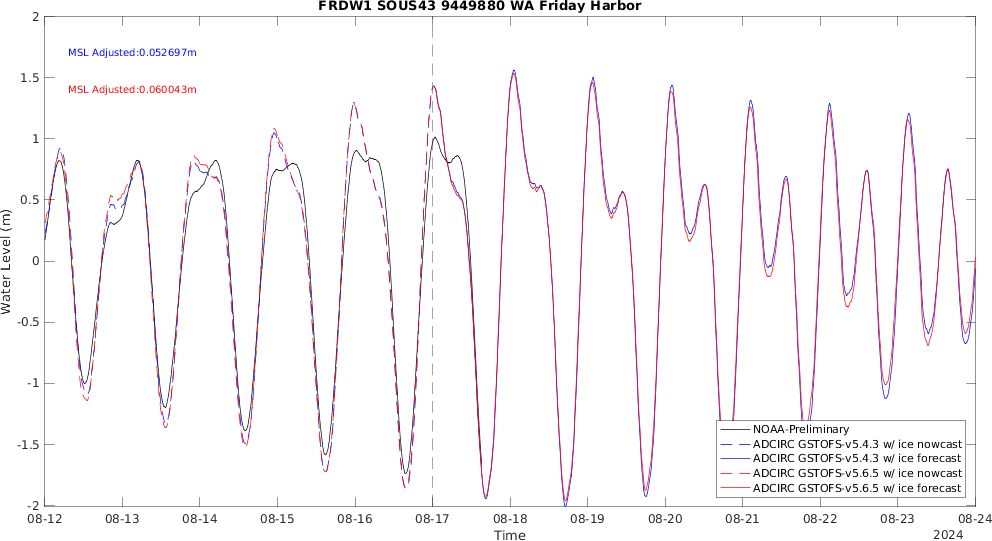 FRDW1 SOUS43 9449880 WA Friday Harbor
MSL Adjusted:0.052697m
MSL Adjusted:0.060043m
Water Level (m)
2
1.5
1
0.5
0
-0.5
-1
-1.5
-2
NOAA-Preliminary
ADCIRC GSTOFS-v5.4.3 w/ ice nowcast
ADCIRC GSTOFS-v5.4.3 w/ ice forecast
ADCIRC GSTOFS-v5.6.5 w/ ice nowcast
ADCIRC GSTOFS-v5.6.5 w/ ice forecast
08-12 08-13 08-14 08-15 08-16 08-17 08-18 08-19 08-20 08-21 08-22 08-23 08-24
Time
2024